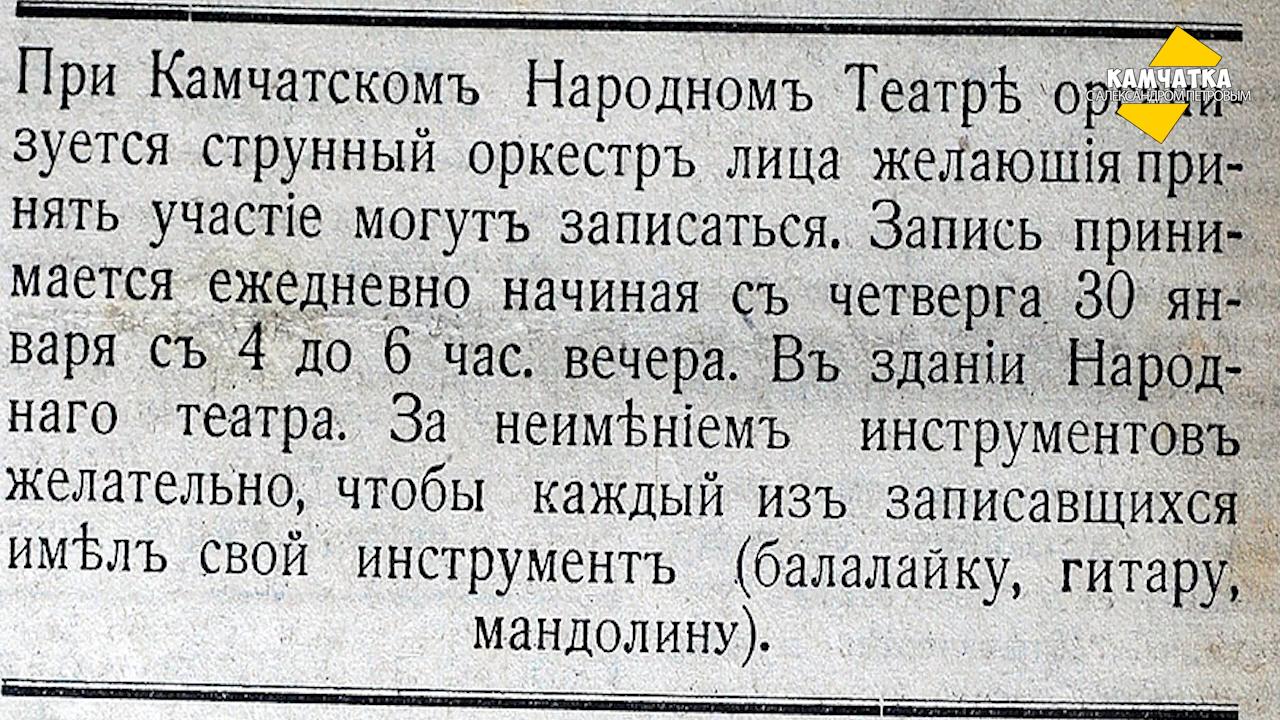 При Камчатскомъ Народномъ Театрѣ
зуется струнный оркестръ лица желаюшія при-
нять участіе могутъ записаться. Запись прини-
мается ежедневно начиная съ четверга 30 ян-
варя съ 4 до 6 час. вечера. Въ зданіи Народ-
наго театра. За неимѣніемъ инструментовъ
желательно, чтобы каждый изъ записавщихся
имѣлъ свой инструментъ (балалайку, гитару,
мандолину).
КАМЧАТКА
С АЛЕКСАНДРОМ ПЕТРОВЫМ